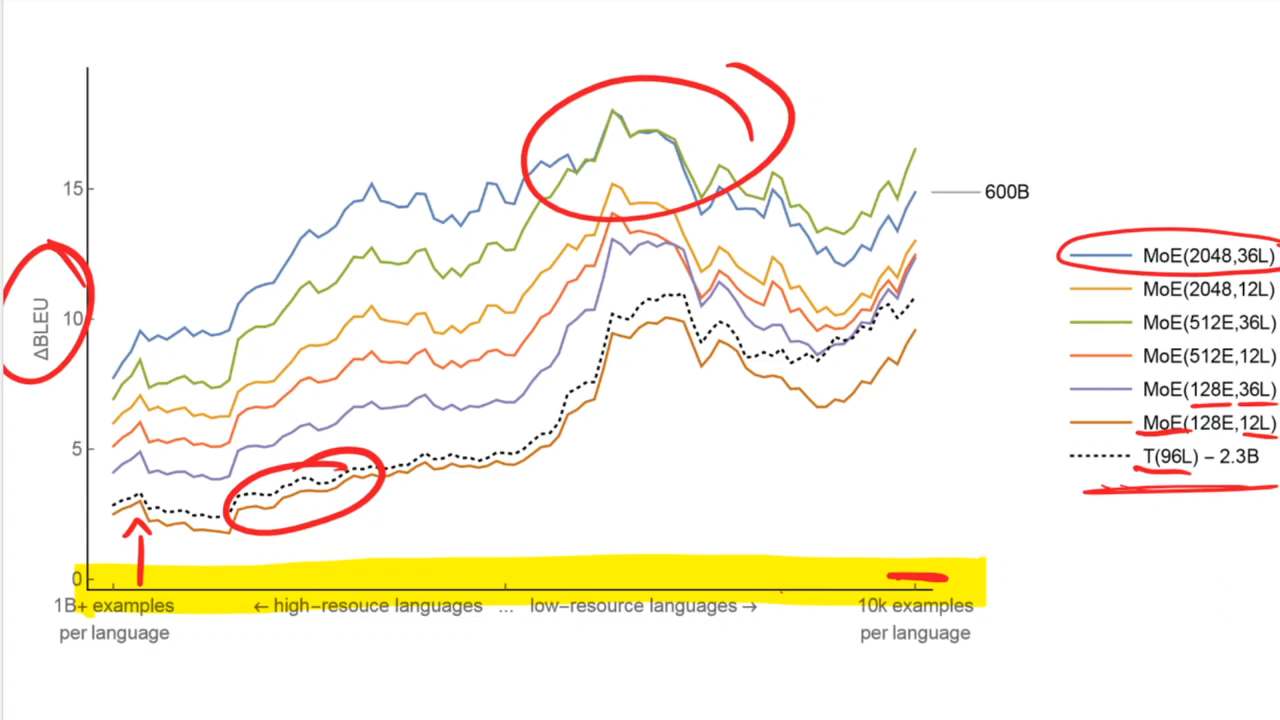 ΔBLEU
15
10
5
0
1B+ examples
per language
← high-resouce languages ... low-resource languages →
10k examples
per language
600B
MoE(2048,36L)
MoE(2048,12L)
MoE(512E,36L)
MoE(512E,12L)
MoE(128E,36L)
MoE(128E,12L)
T(96L) – 2.3B